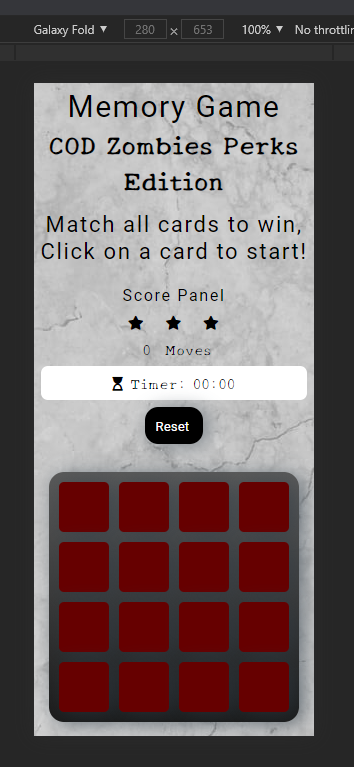 Galaxy Fold ▼ 280 × 653 100% ▼ No throttlin
Memory Game
COD Zombies Perks
Edition
Match all cards to win,
Click on a card to start!
Score Panel
0 Moves
Timer: 00:00
Reset